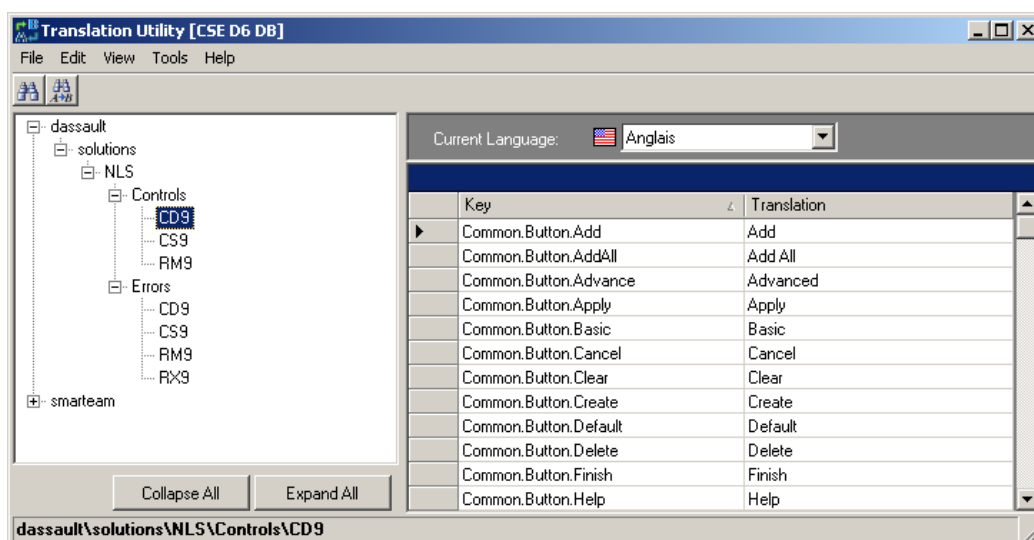 Translation Utility [CSE D6 DB]
File Edit View Tools Help
A→B
dassault
solutions
NLS
Controls
CD9
CS9
RM9
Errors
CD9
CS9
RM9
RX9
smarteam
Collapse All Expand All
Current Language: Anglais
Key Translation
Common.Button.Add Add
Common.Button.AddAll Add All
Common.Button.Advance Advanced
Common.Button.Apply Apply
Common.Button.Basic Basic
Common.Button.Cancel Cancel
Common.Button.Clear Clear
Common.Button.Create Create
Common.Button.Default Default
Common.Button.Delete Delete
Common.Button.Finish Finish
Common.Button.Help Help
dassault\solutions\NLS\Controls\CD9